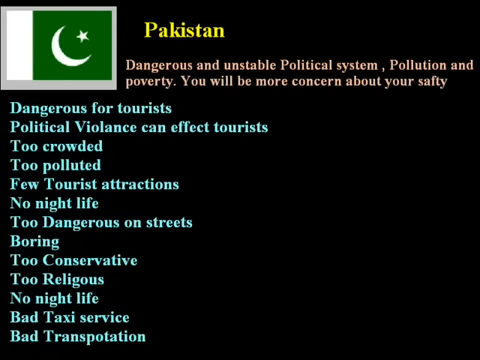 Pakistan
Dangerous and unstable Political system , Pollution and
poverty. You will be more concern about your safty
Dangerous for tourists
Political Violance can effect tourists
Too crowded
Too polluted
Few Tourist attractions
No night life
Too Dangerous on streets
Boring
Too Conservative
Too Religous
No night life
Bad Taxi service
Bad Transpotation